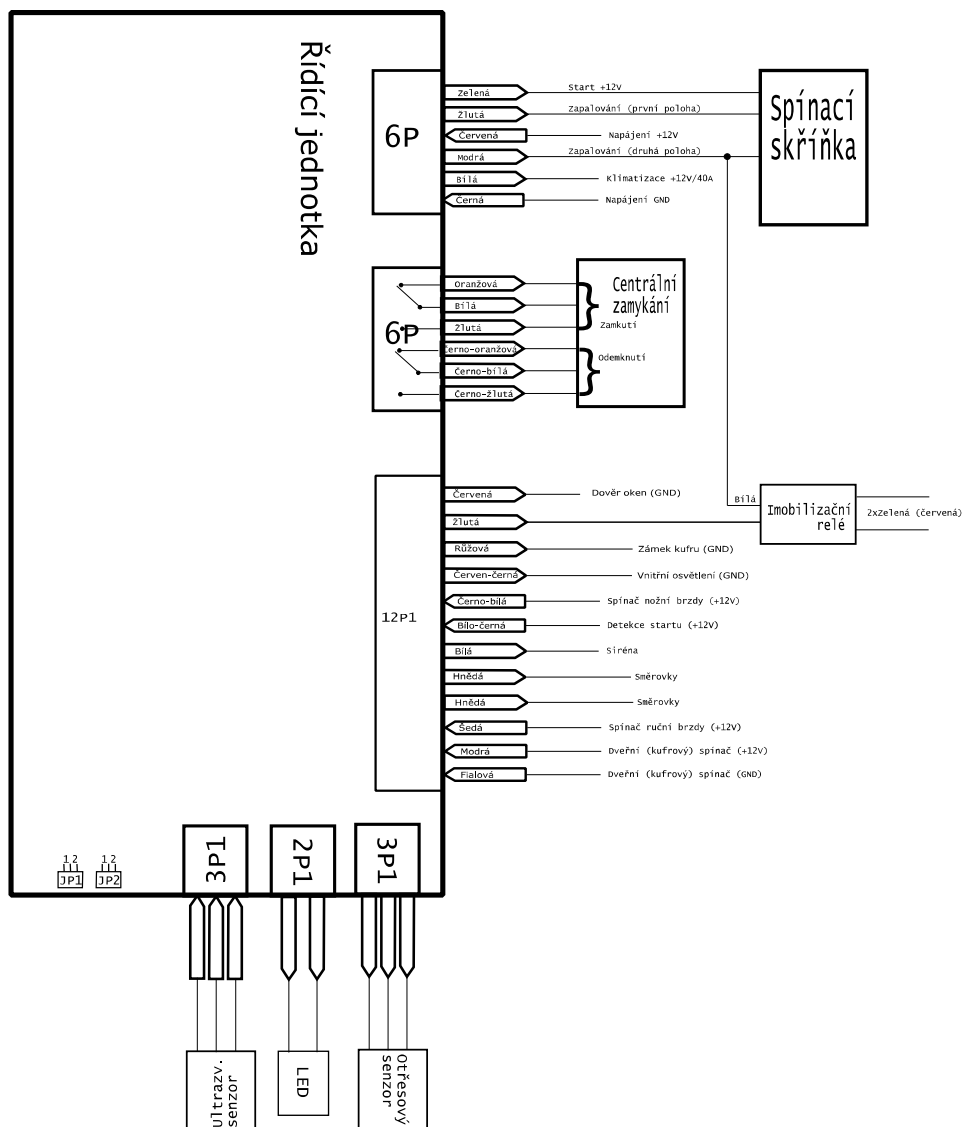 Řídící jednotka
6P
Zelená
Start +12V
Žlutá
Zapalování (první poloha)
Červená
Napájení +12V
Modrá
Zapalování (druhá poloha)
Bílá
Klimatizace +12V/40A
Černá
Napájení GND
Spínací
skříňka
6P
Oranžová
Bílá
Žlutá
Černo-oranžová
Černo-bílá
Černo-žlutá
Centrální
zamykání
Zamkutí
Odemknutí
12P1
Červená
Dověr oken (GND)
Žlutá
Bílá
Imobilizační
relé
2xZelená (červená)
Růžová
Zámek kufru (GND)
Červen-černá
Vnitřní osvětlení (GND)
Černo-bílá
Spínač nožní brzdy (+12V)
Bílo-černá
Detekce startu (+12V)
Bílá
Siréna
Hnědá
Směrovky
Hnědá
Směrovky
Šedá
Spínač ruční brzdy (+12V)
Modrá
Dveřní (kufrový) spínač (+12V)
Fialová
Dveřní (kufrový) spínač (GND)
1 2
JP1
1 2
JP2
3P1
2P1
3P1
Ultrazv.
senzor
LED
Otřesový
senzor